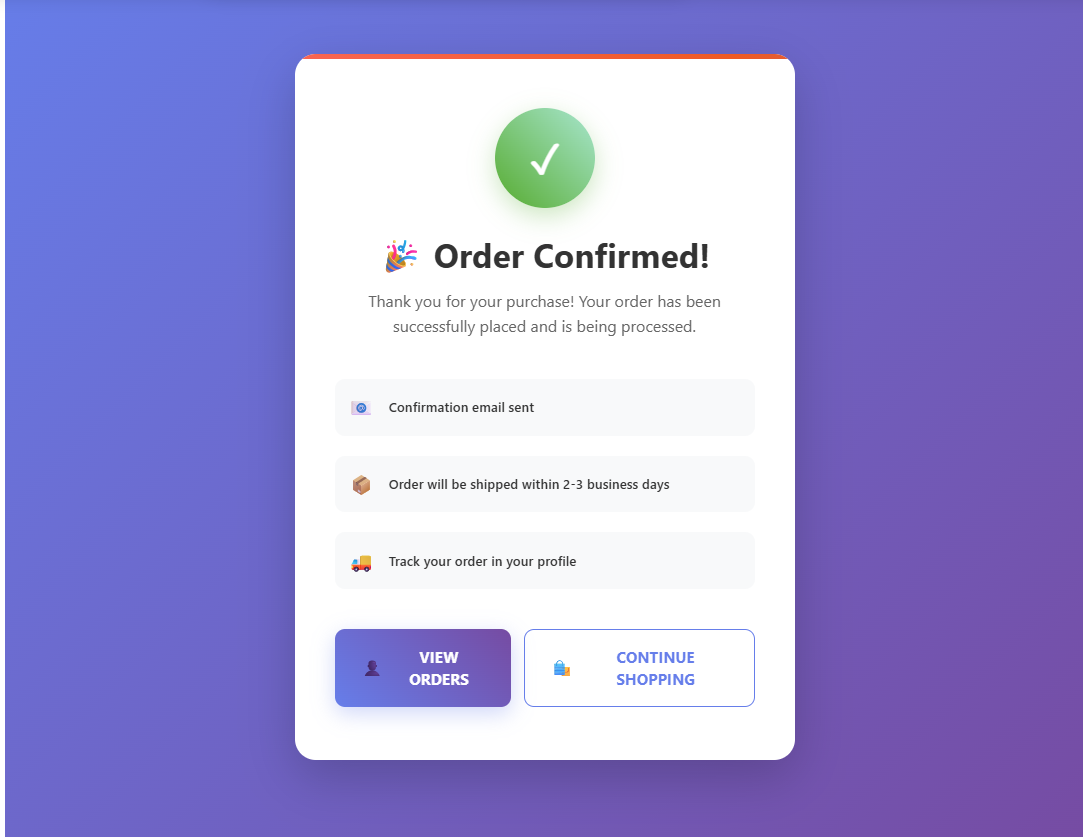 Order Confirmed!
Thank you for your purchase! Your order has been
successfully placed and is being processed.
Confirmation email sent
Order will be shipped within 2-3 business days
Track your order in your profile
VIEW
ORDERS
CONTINUE
SHOPPING